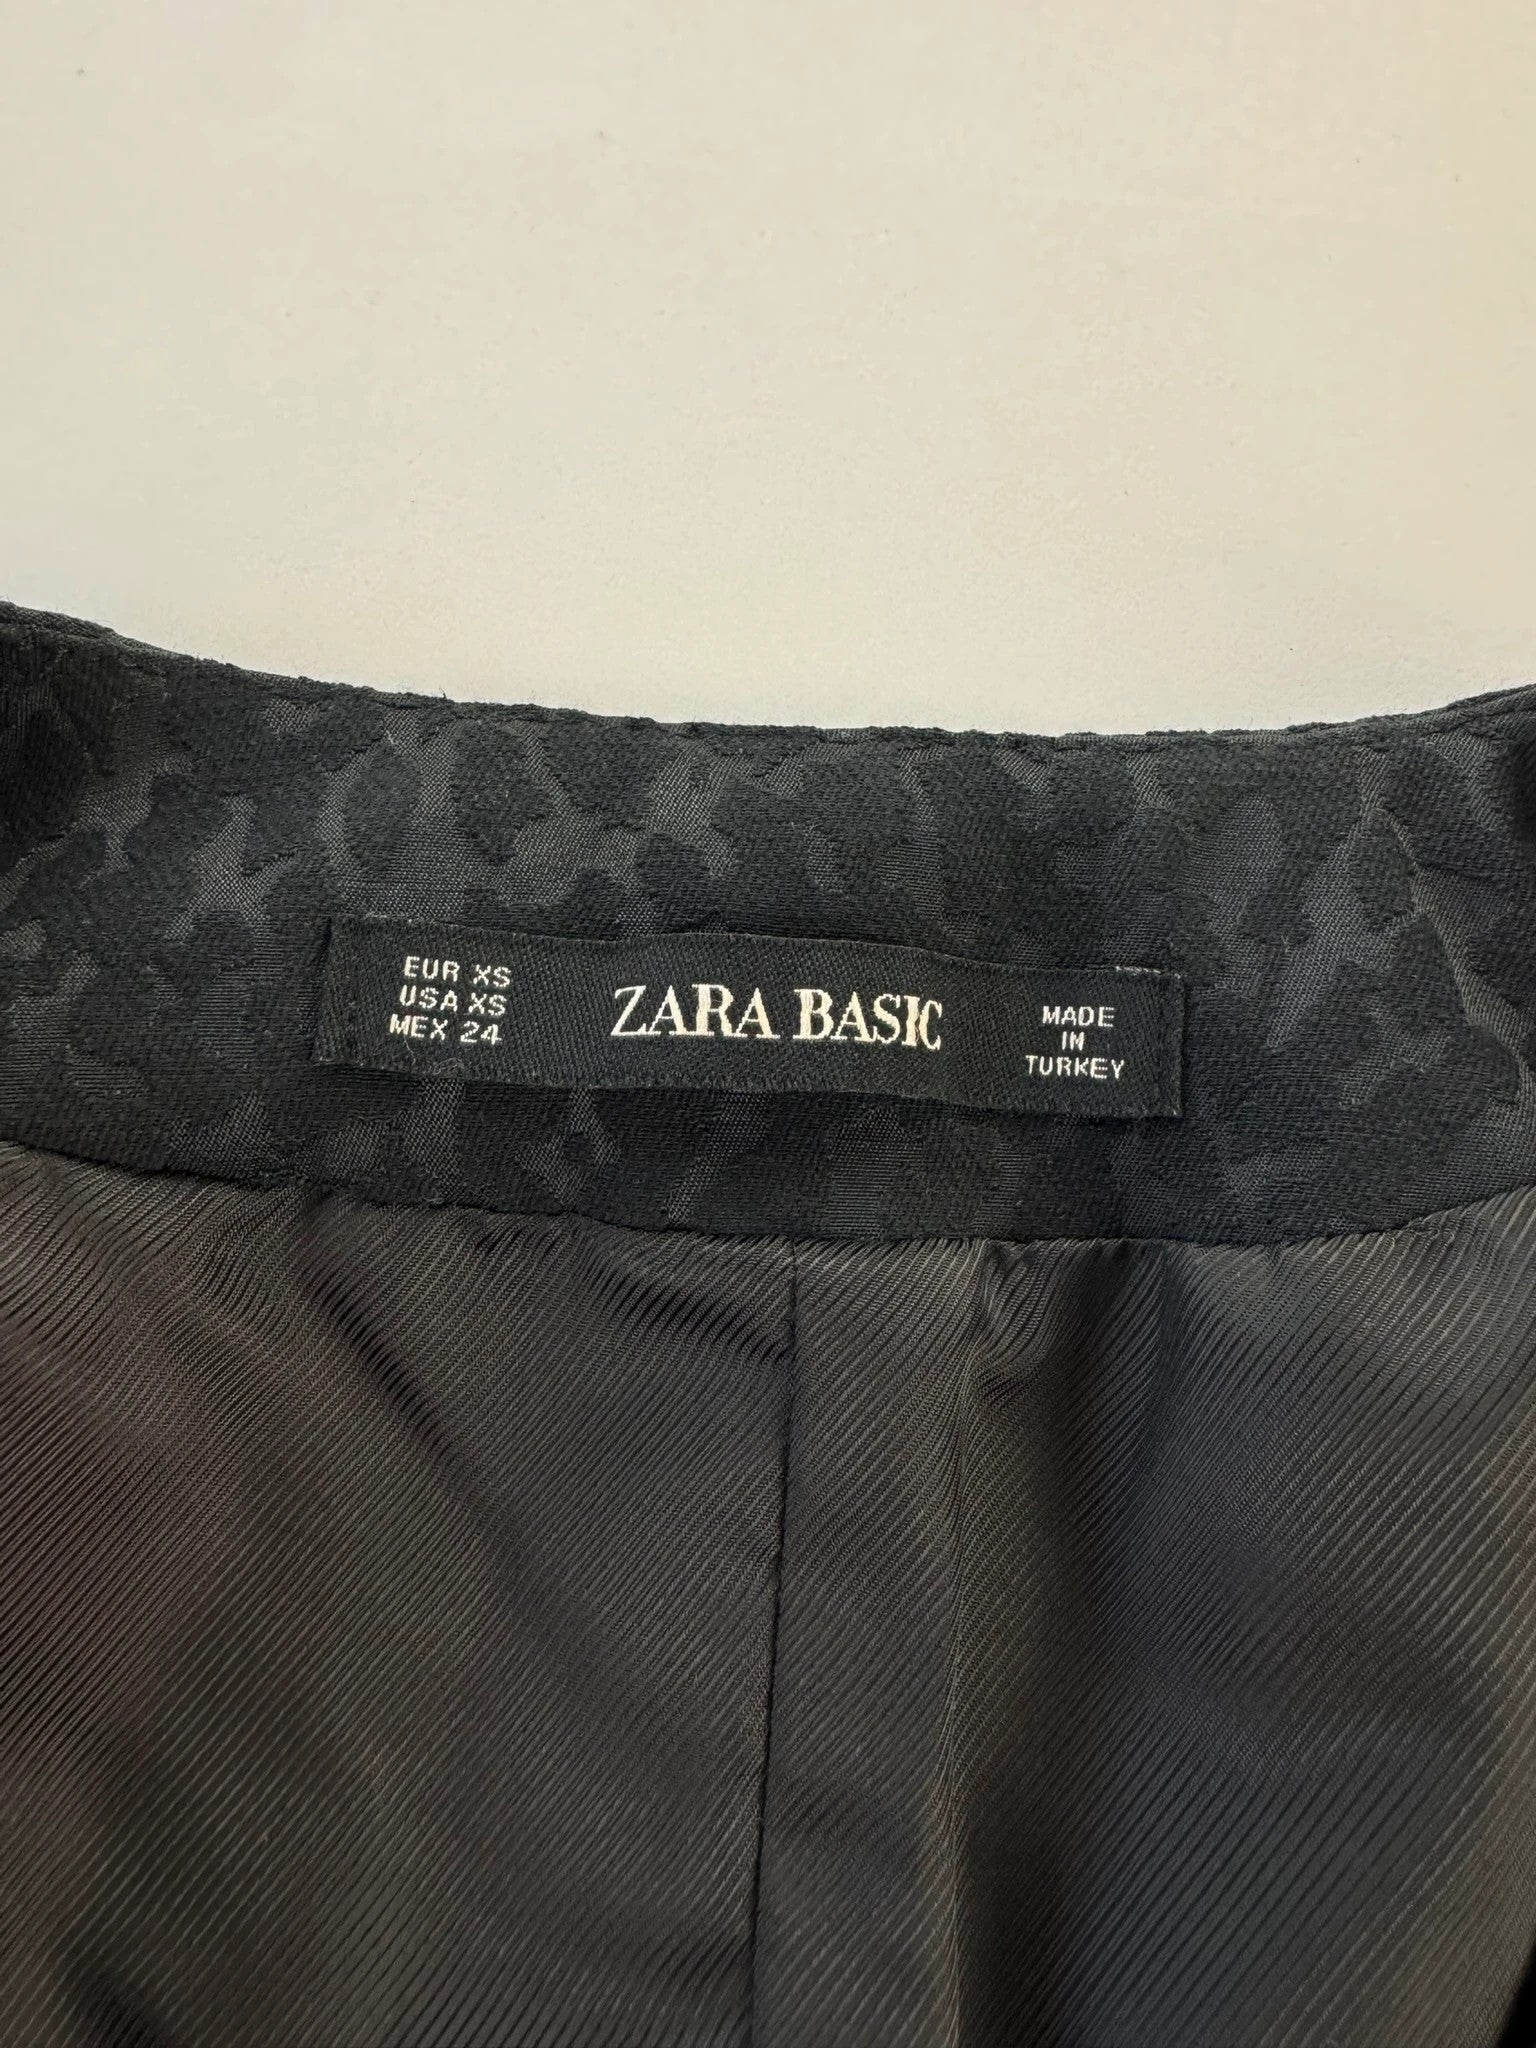 EUR XS
USA XS
MEX 24
ZARA BASIC
MADE
IN
TURKEY